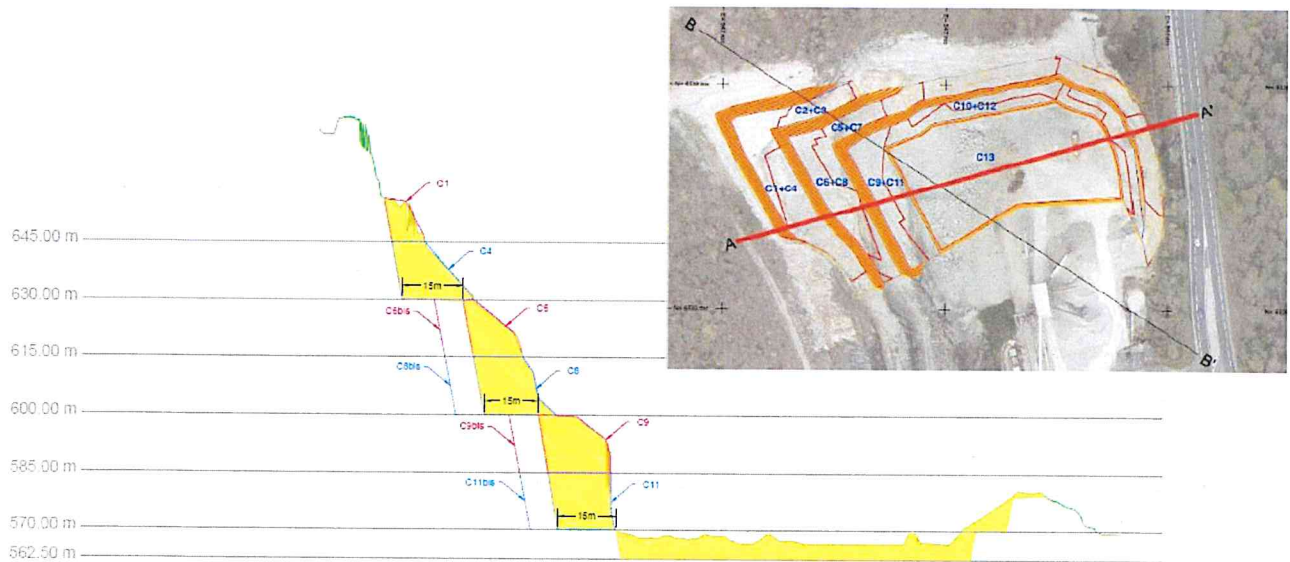 B
C2+C3
C5+C7
C10+C12
A'
C13
C1+C4
C6+C8
C9+C11
A
B'
C1
645.00 m
C4
15m
630.00 m
C5bis
C5
615.00 m
C8bis
15m
600.00 m
C9bis
C9
585.00 m
C11bis
C11
15m
570.00 m
562.50 m